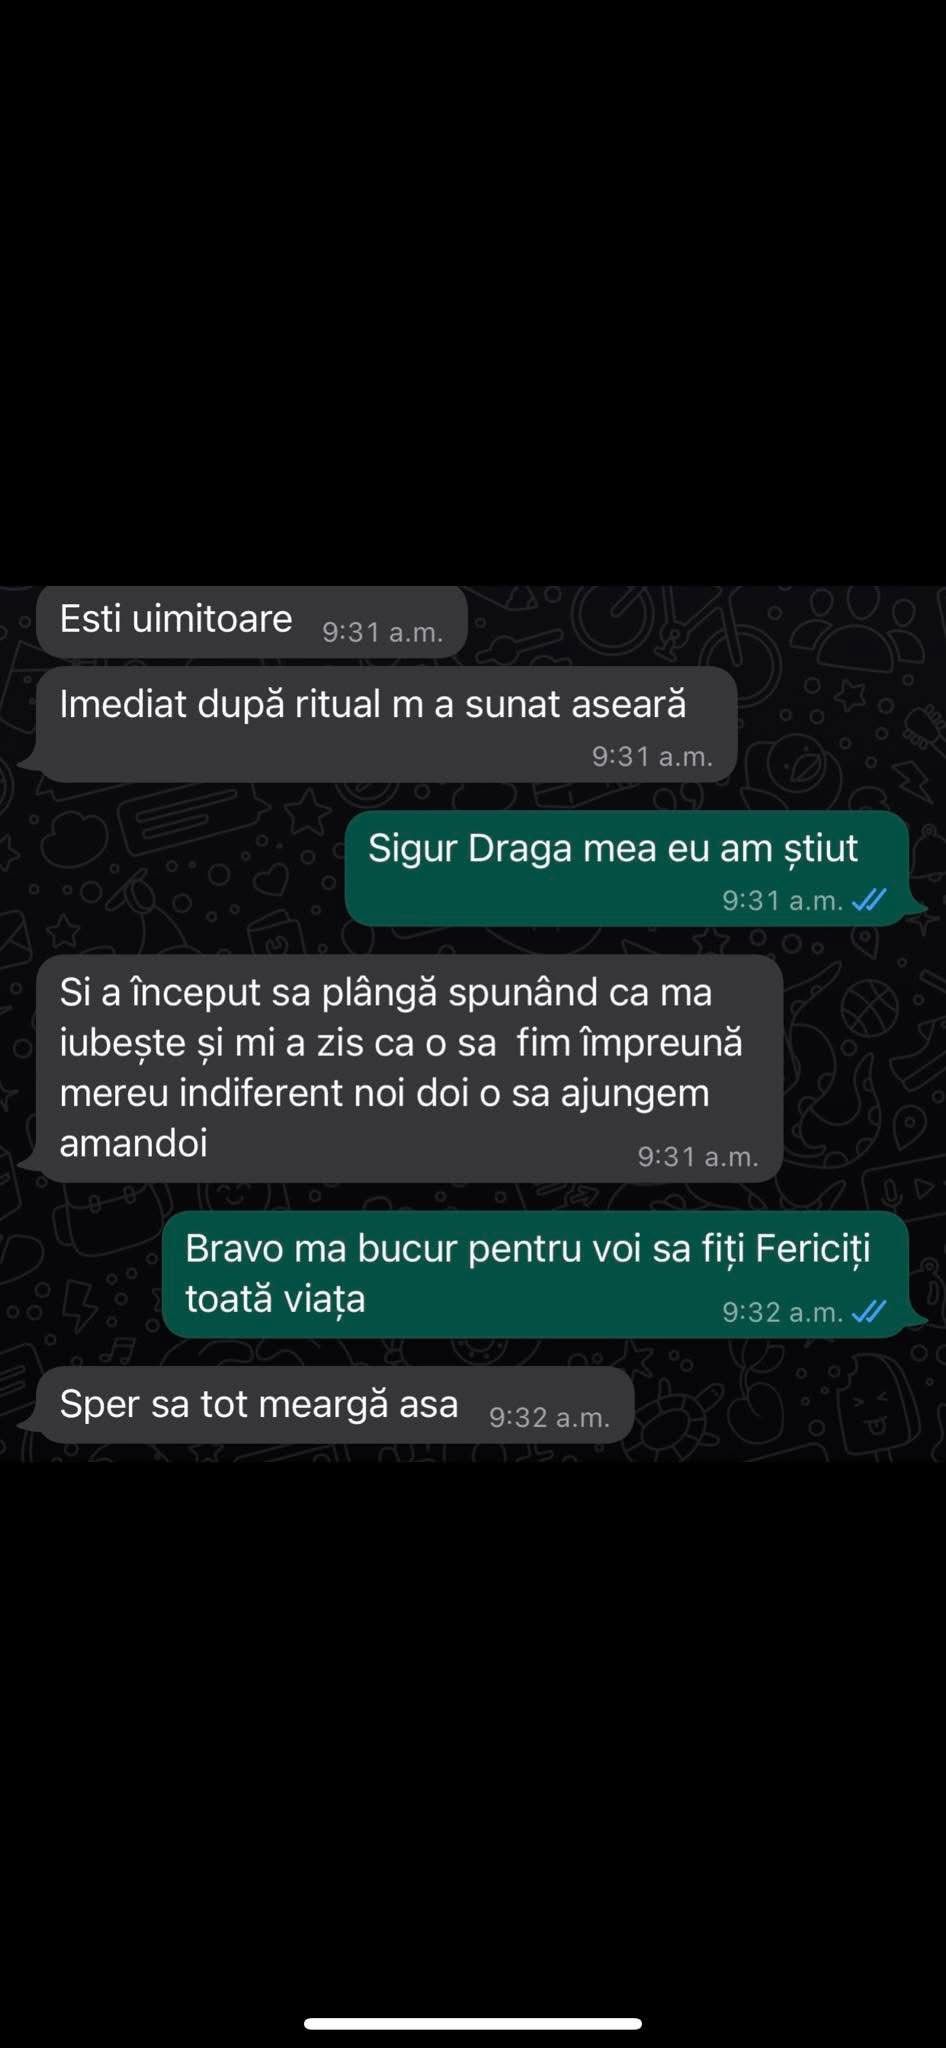 Esti uimitoare
9:31 a.m.
Imediat după ritual m a sunat aseară
9:31 a.m.
Sigur Draga mea eu am știut
9:31 a.m.
Si a început sa plângă spunând ca ma
iubește și mi a zis ca o sa  fim împreună
mereu indiferent noi doi o sa ajungem
amandoi
9:31 a.m.
Bravo ma bucur pentru voi sa fiți Fericiți
toată viața
9:32 a.m.
Sper sa tot meargă asa
9:32 a.m.